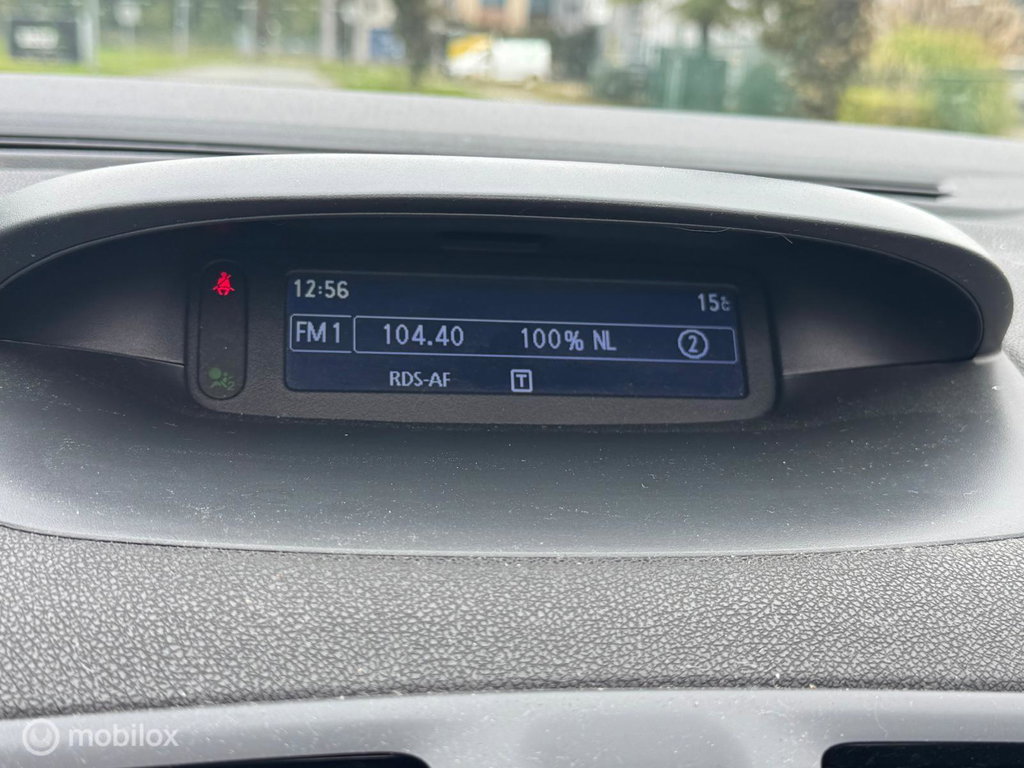 12:56
15°C
FM1 104.40 100% NL 2
RDS-AF T
mobilox